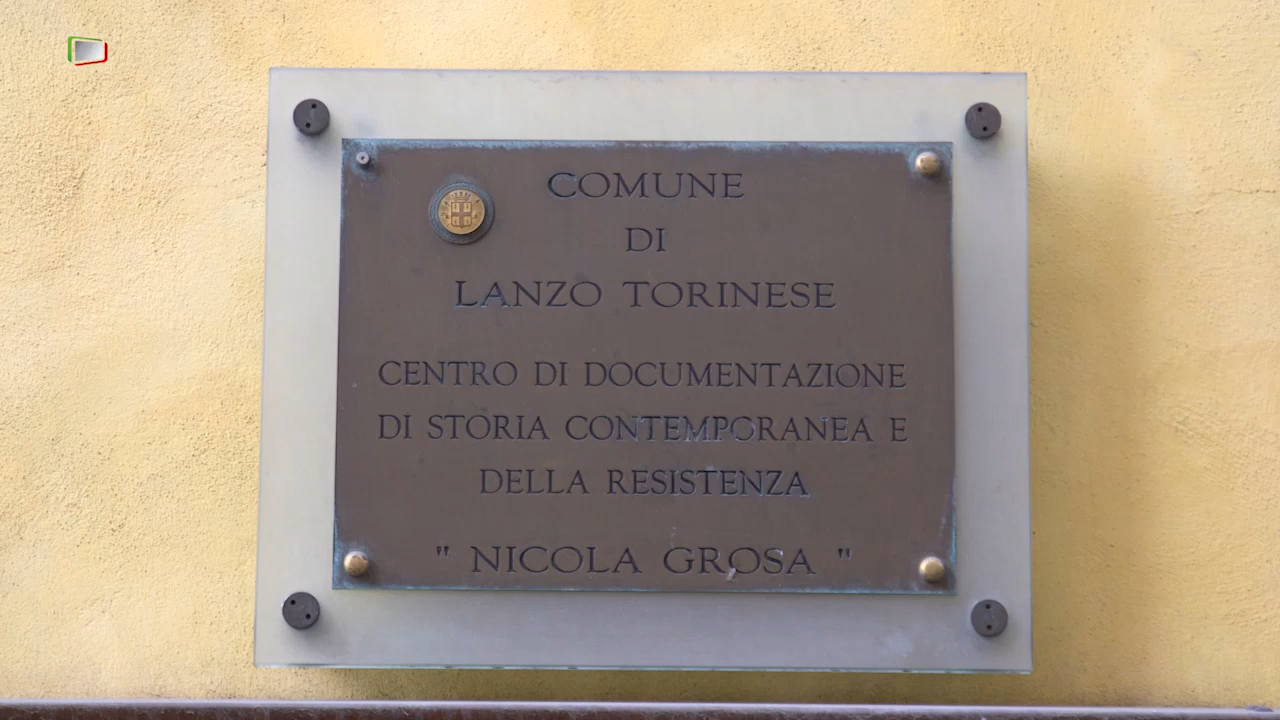 COMUNE
DI
LANZO TORINESE
CENTRO DI DOCUMENTAZIONE
DI STORIA CONTEMPORANEA E
DELLA RESISTENZA
" NICOLA GROSA "